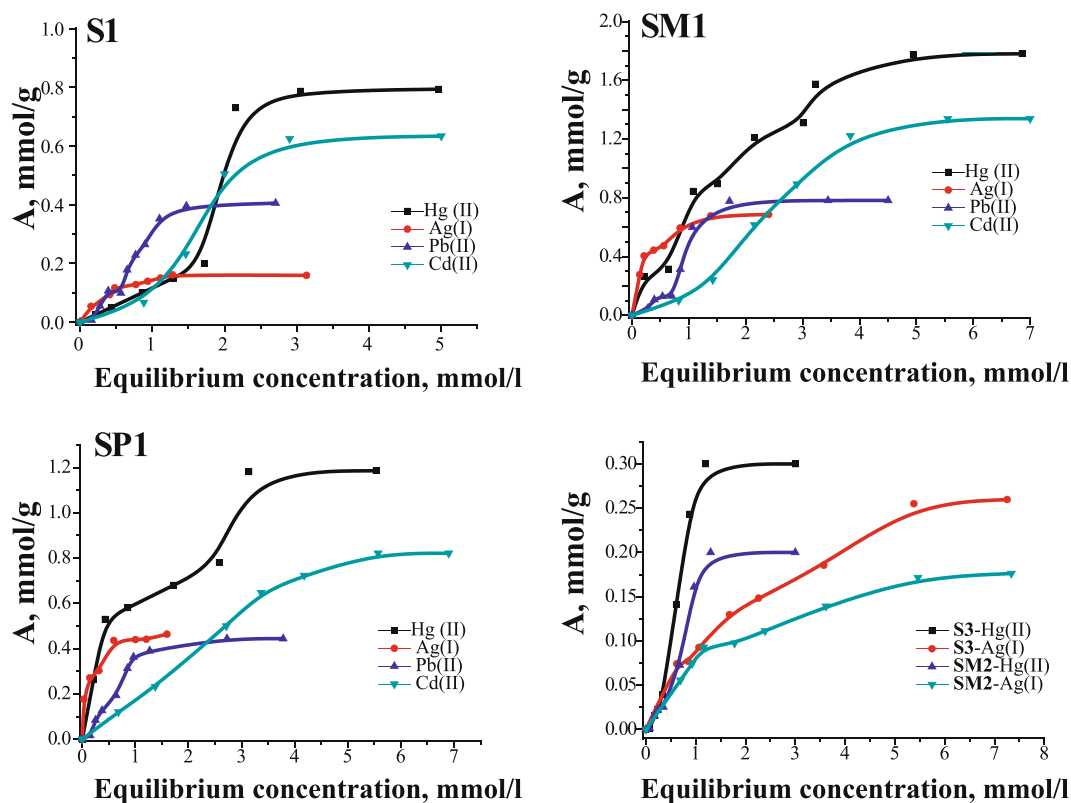 S1
A, mmol/g
1.0
0.8
0.6
0.4
0.2
0.0
0 1 2 3 4 5
Hg (II)
Ag(I)
Pb(II)
Cd(II)
Equilibrium concentration, mmol/l
SM1
A, mmol/g
2.0
1.6
1.2
0.8
0.4
0.0
0 1 2 3 4 5 6 7
Hg (II)
Ag(I)
Pb(II)
Cd(II)
Equilibrium concentration, mmol/l
SP1
A, mmol/g
1.2
1.0
0.8
0.6
0.4
0.2
0.0
0 1 2 3 4 5 6 7
Hg (II)
Ag(I)
Pb(II)
Cd(II)
Equilibrium concentration, mmol/l
A, mmol/g
0.30
0.25
0.20
0.15
0.10
0.05
0.00
0 1 2 3 4 5 6 7 8
S3-Hg(II)
S3-Ag(I)
SM2-Hg(II)
SM2-Ag(I)
Equilibrium concentration, mmol/l